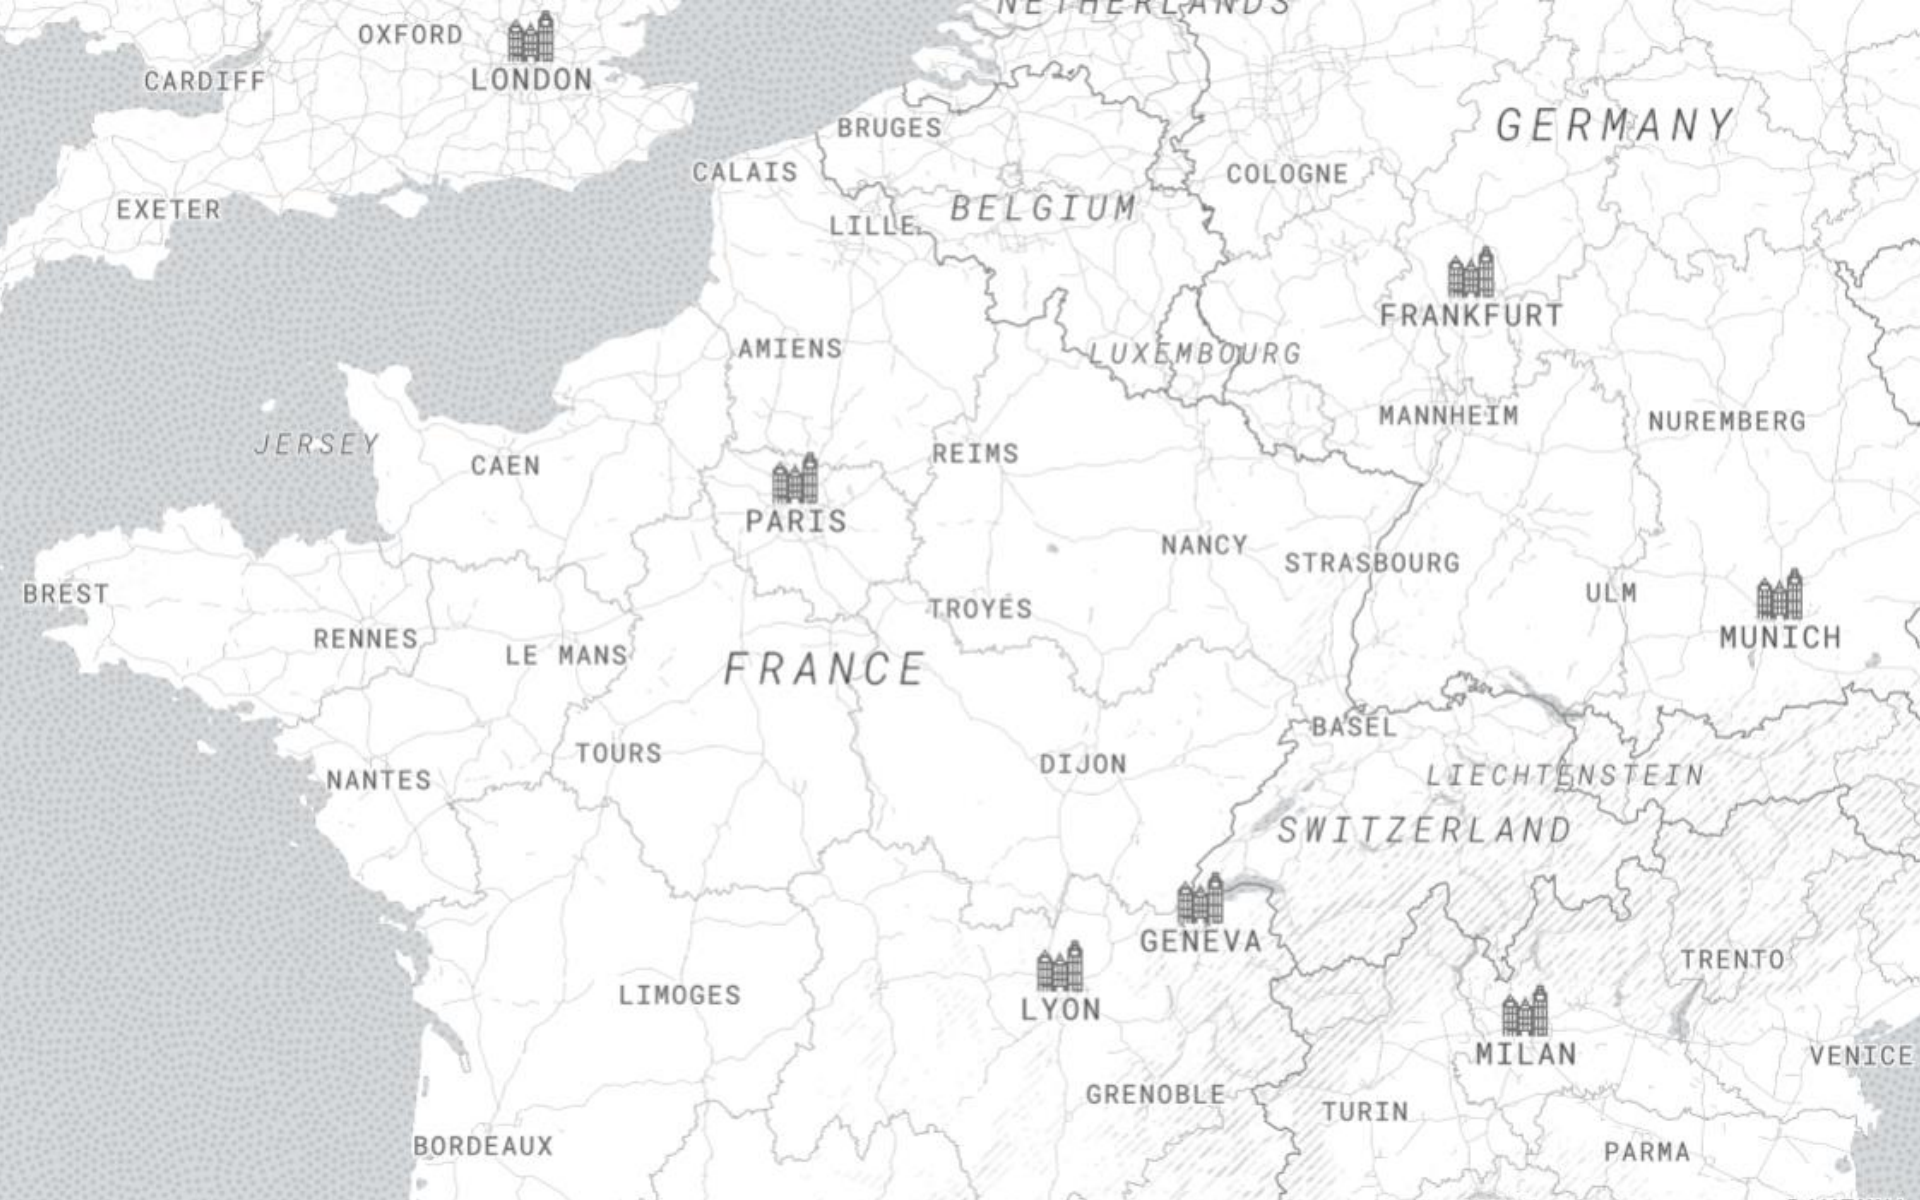 NETHERLANDS
OXFORD
LONDON
CARDIFF
GERMANY
BRUGES
CALAIS
COLOGNE
EXETER
BELGIUM
LILLE
FRANKFURT
AMIENS
LUXEMBOURG
MANNHEIM
NUREMBERG
JERSEY
CAEN
REIMS
PARIS
NANCY
STRASBOURG
BREST
ULM
TROYES
RENNES
MUNICH
LE MANS
FRANCE
BASEL
TOURS
DIJON
LIECHTENSTEIN
NANTES
SWITZERLAND
GENEVA
TRENTO
LIMOGES
LYON
MILAN
VENICE
GRENOBLE
TURIN
BORDEAUX
PARMA